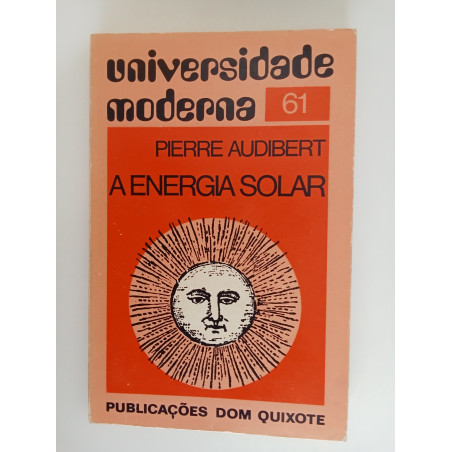 universidade
moderna 61
PIERRE AUDIBERT
A ENERGIA SOLAR
PUBLICAÇÕES DOM QUIXOTE